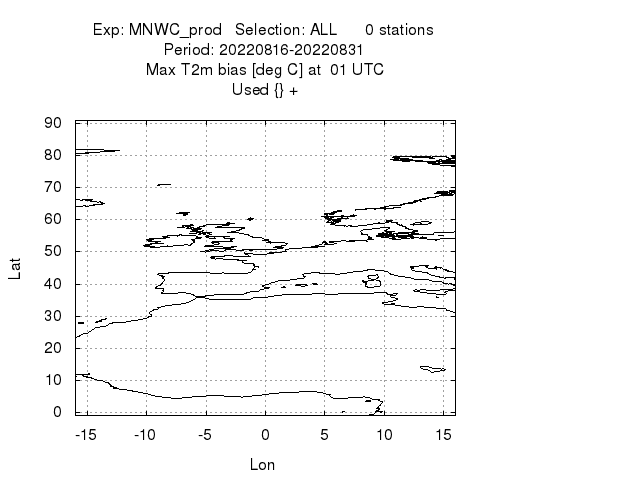 Exp: MNWC_prod   Selection: ALL      0 stations
Period: 20220816-20220831
Max T2m bias [deg C] at  01 UTC
Used {} +
90
80
70
60
50
40
30
20
10
0
Lat
-15 -10 -5 0 5 10 15
Lon